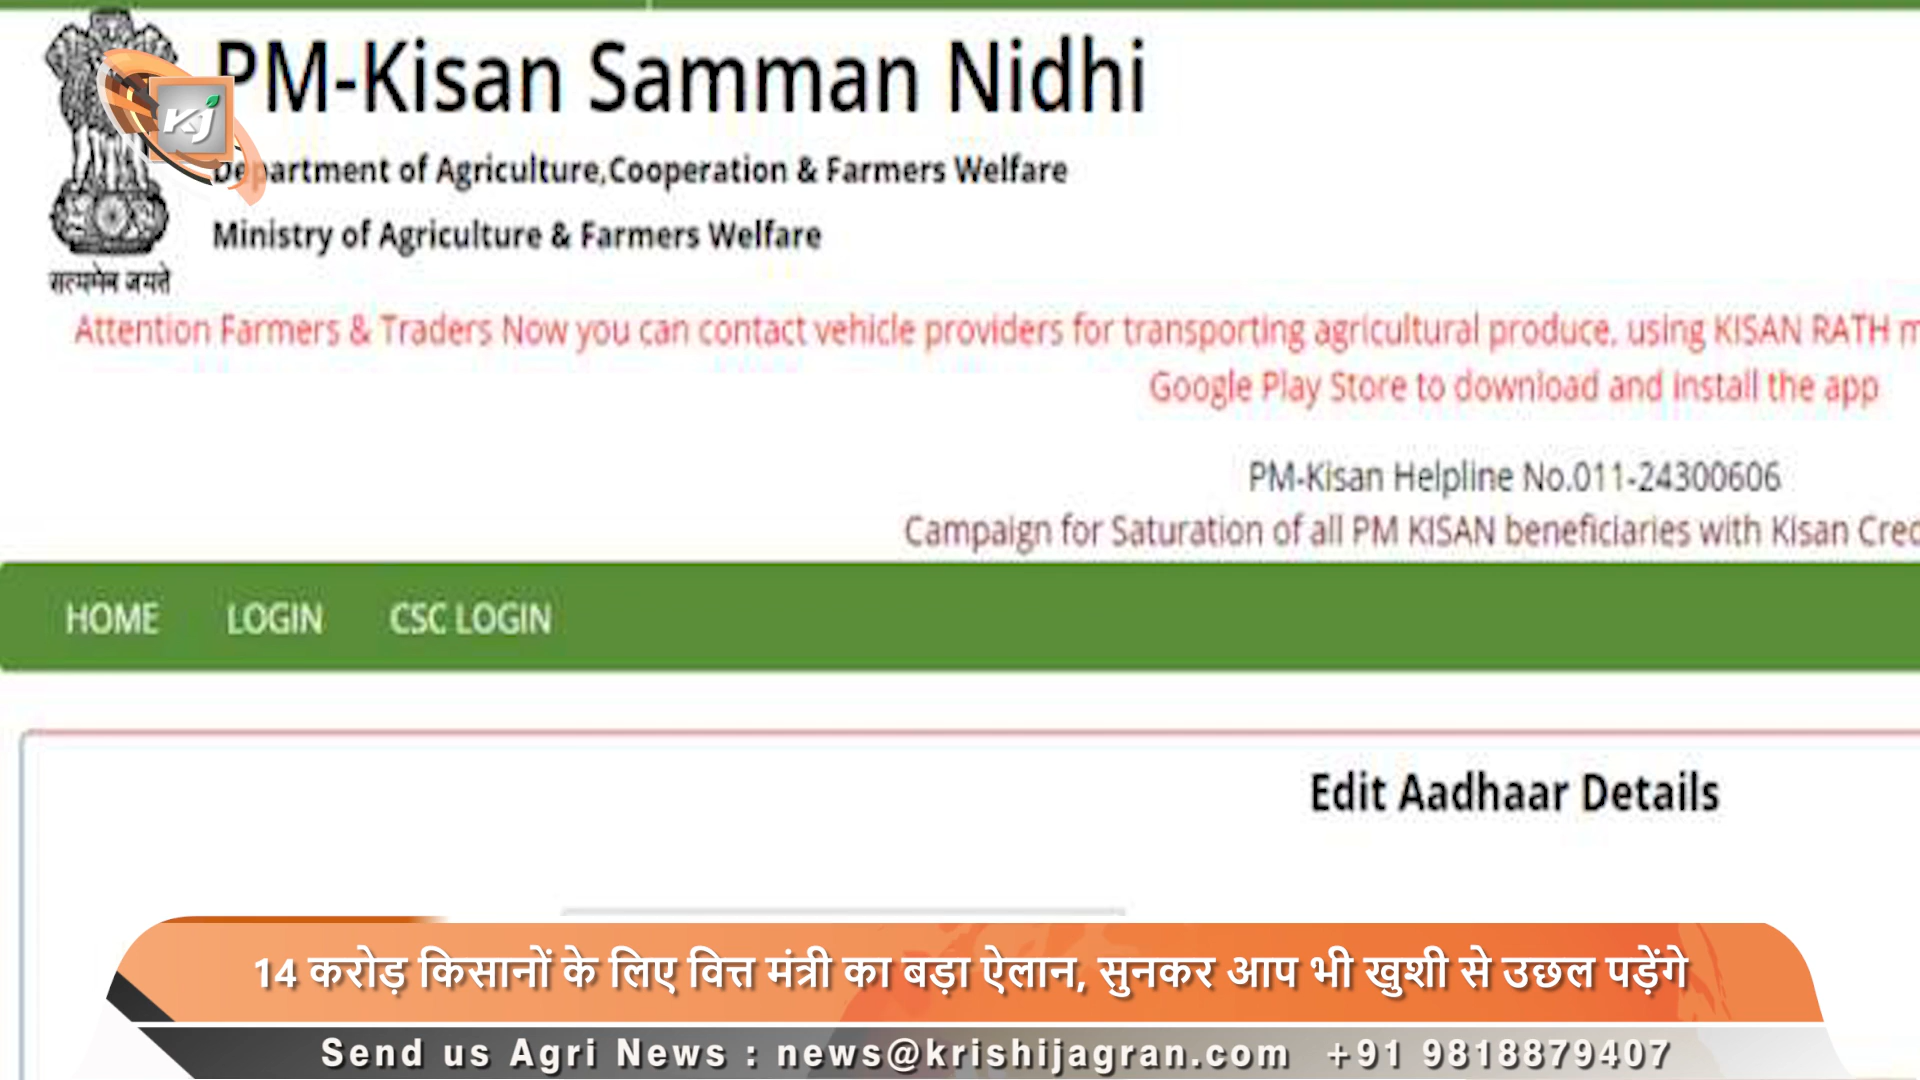 PM-Kisan Samman Nidhi
KJ
Department of Agriculture,Cooperation & Farmers Welfare
Ministry of Agriculture & Farmers Welfare
सत्यमेव जयते
Attention Farmers & Traders Now you can contact vehicle providers for transporting agricultural produce, using KISAN RATH m
Google Play Store to download and install the app
PM-Kisan Helpline No.011-24300606
Campaign for Saturation of all PM KISAN beneficiaries with Kisan Cred
HOME LOGIN CSC LOGIN
Edit Aadhaar Details
14 करोड़ किसानों के लिए वित्त मंत्री का बड़ा ऐलान, सुनकर आप भी खुशी से उछल पड़ेंगे
Send us Agri News : news@krishijagran.com +91 9818879407